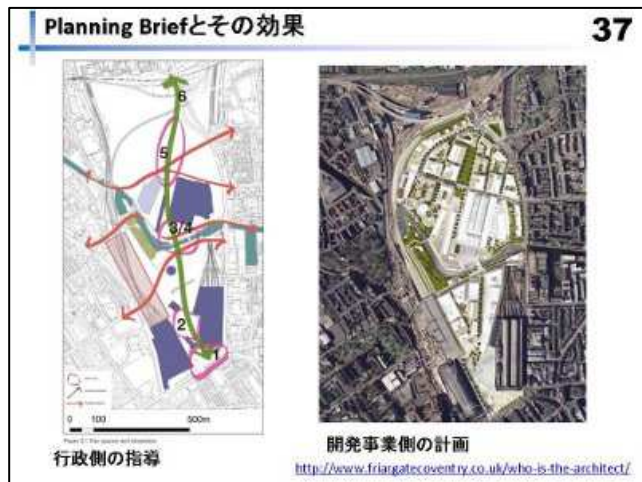 Planning Briefとその効果
37
6
5
3/4
2
1
0 100 500m
行政側の指導
開発事業側の計画
http://www.friargatecoventry.co.uk/who-is-the-architect/